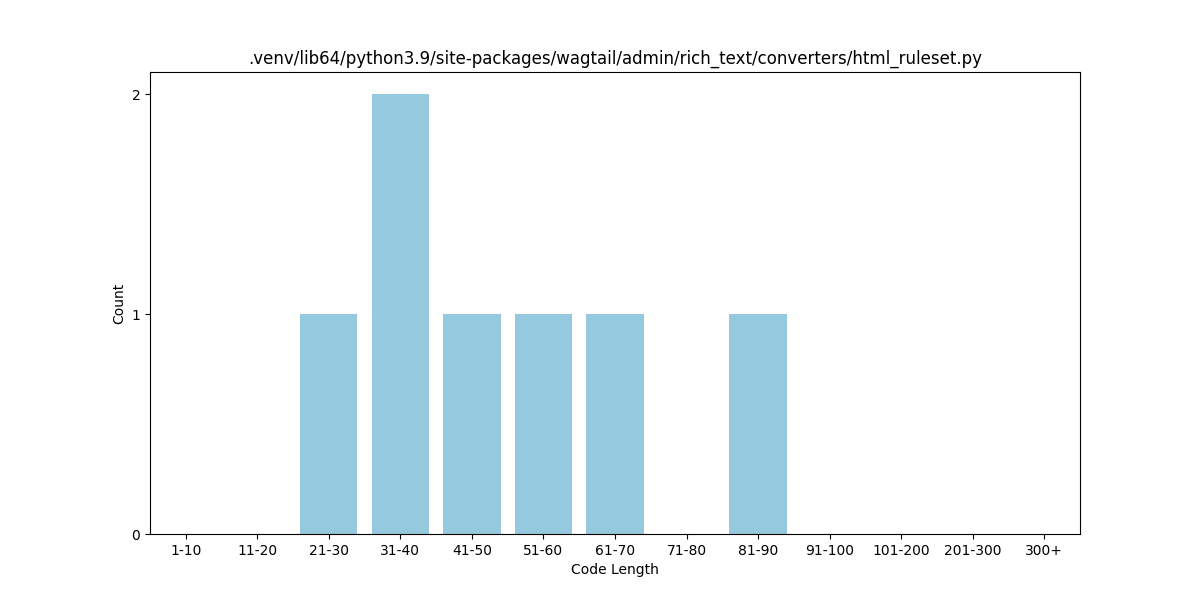 .venv/lib64/python3.9/site-packages/wagtail/admin/rich_text/converters/html_ruleset.py
2
1
0
Count
1-10 11-20 21-30 31-40 41-50 51-60 61-70 71-80 81-90 91-100 101-200 201-300 300+
Code Length